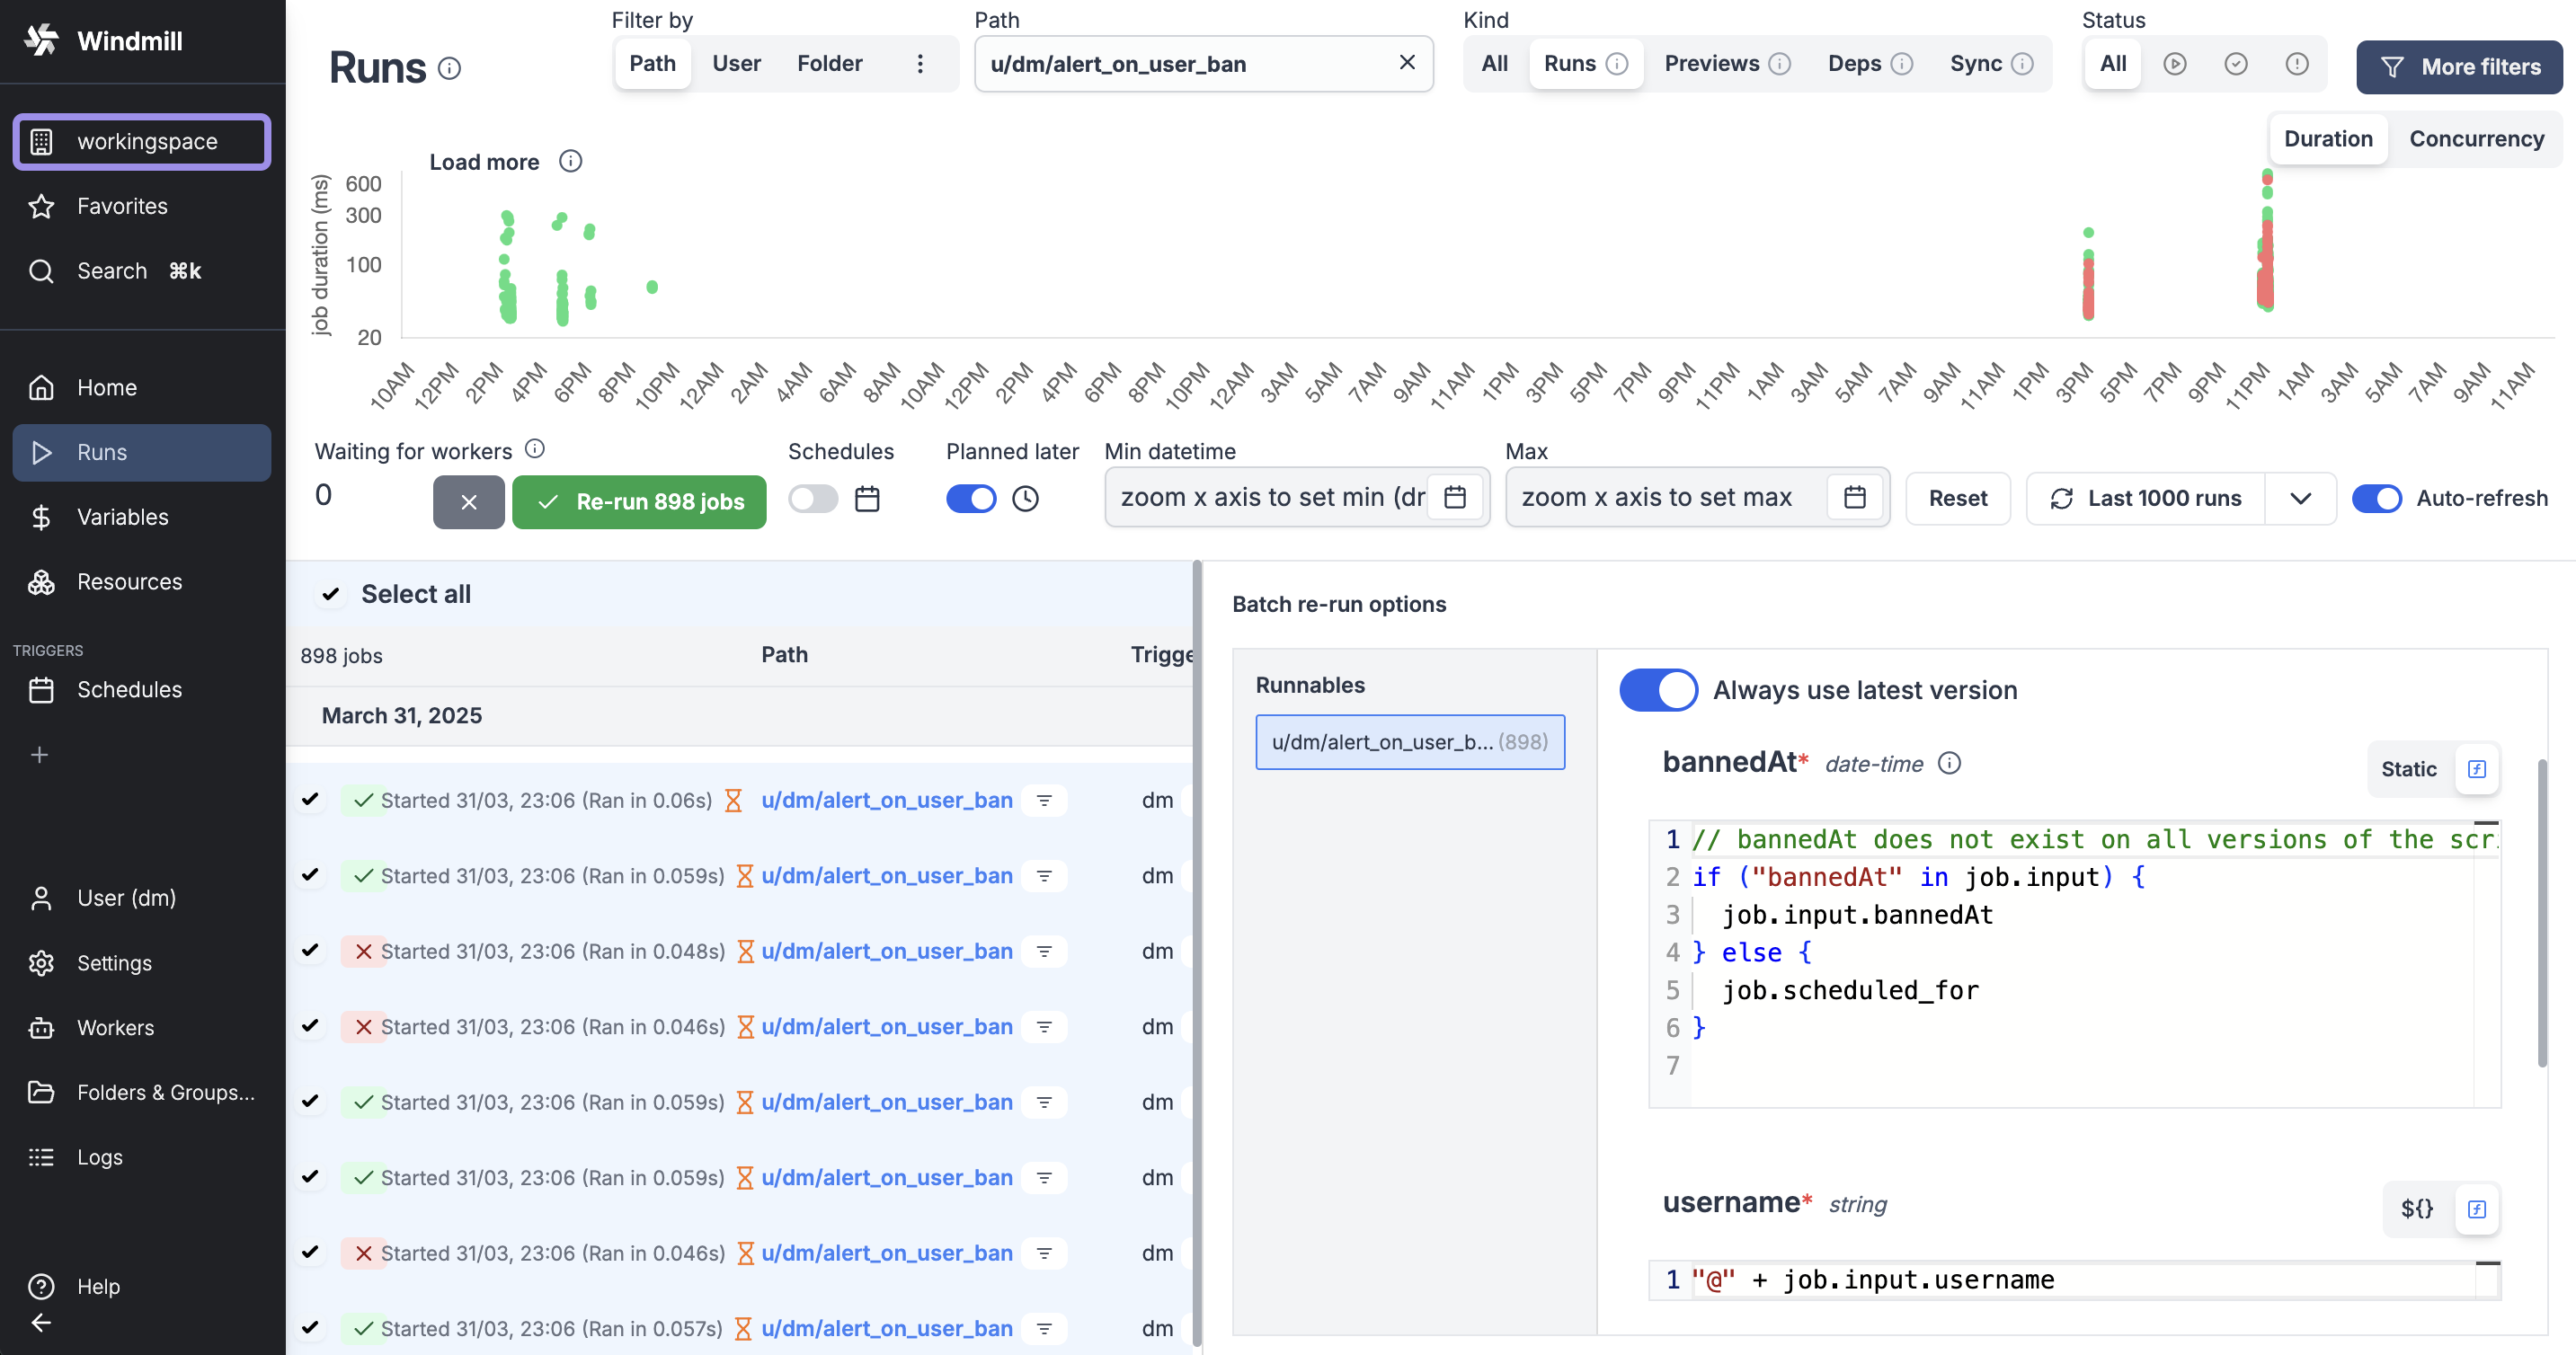 Windmill
workingspace
Favorites
Search ⌘k
Home
Runs
Variables
Resources
TRIGGERS
Schedules
User (dm)
Settings
Workers
Folders & Groups...
Logs
Help
Runs
Filter by
Path User Folder
Path
u/dm/alert_on_user_ban
Kind
All Runs Previews Deps Sync
Status
All
More filters
Duration Concurrency
Load more
job duration (ms)
600
300
100
20
10AM 12PM 2PM 4PM 6PM 8PM 10PM 12AM 2AM 4AM 6AM 8AM 10AM 12PM 2PM 4PM 6PM 8PM 10PM 12AM 3AM 5AM 7AM 9AM 11AM 1PM 3PM 5PM 7PM 9PM 11PM 1AM 3AM 5AM 7AM 9AM 11AM 1PM 3PM 5PM 7PM 9PM 11PM 1AM 3AM 5AM 7AM 9AM 11AM
Waiting for workers
0
Re-run 898 jobs
Schedules
Planned later
Min datetime
zoom x axis to set min (dr
Max
zoom x axis to set max
Reset
Last 1000 runs
Auto-refresh
Select all
898 jobs Path Trigge
March 31, 2025
Started 31/03, 23:06 (Ran in 0.06s) u/dm/alert_on_user_ban dm
Started 31/03, 23:06 (Ran in 0.059s) u/dm/alert_on_user_ban dm
Started 31/03, 23:06 (Ran in 0.048s) u/dm/alert_on_user_ban dm
Started 31/03, 23:06 (Ran in 0.046s) u/dm/alert_on_user_ban dm
Started 31/03, 23:06 (Ran in 0.059s) u/dm/alert_on_user_ban dm
Started 31/03, 23:06 (Ran in 0.059s) u/dm/alert_on_user_ban dm
Started 31/03, 23:06 (Ran in 0.046s) u/dm/alert_on_user_ban dm
Started 31/03, 23:06 (Ran in 0.057s) u/dm/alert_on_user_ban dm
Batch re-run options
Runnables
u/dm/alert_on_user_b... (898)
Always use latest version
bannedAt* date-time
Static
1 // bannedAt does not exist on all versions of the scr
2 if ("bannedAt" in job.input) {
3 job.input.bannedAt
4 } else {
5 job.scheduled_for
6 }
7
username* string
${}
1 "@" + job.input.username